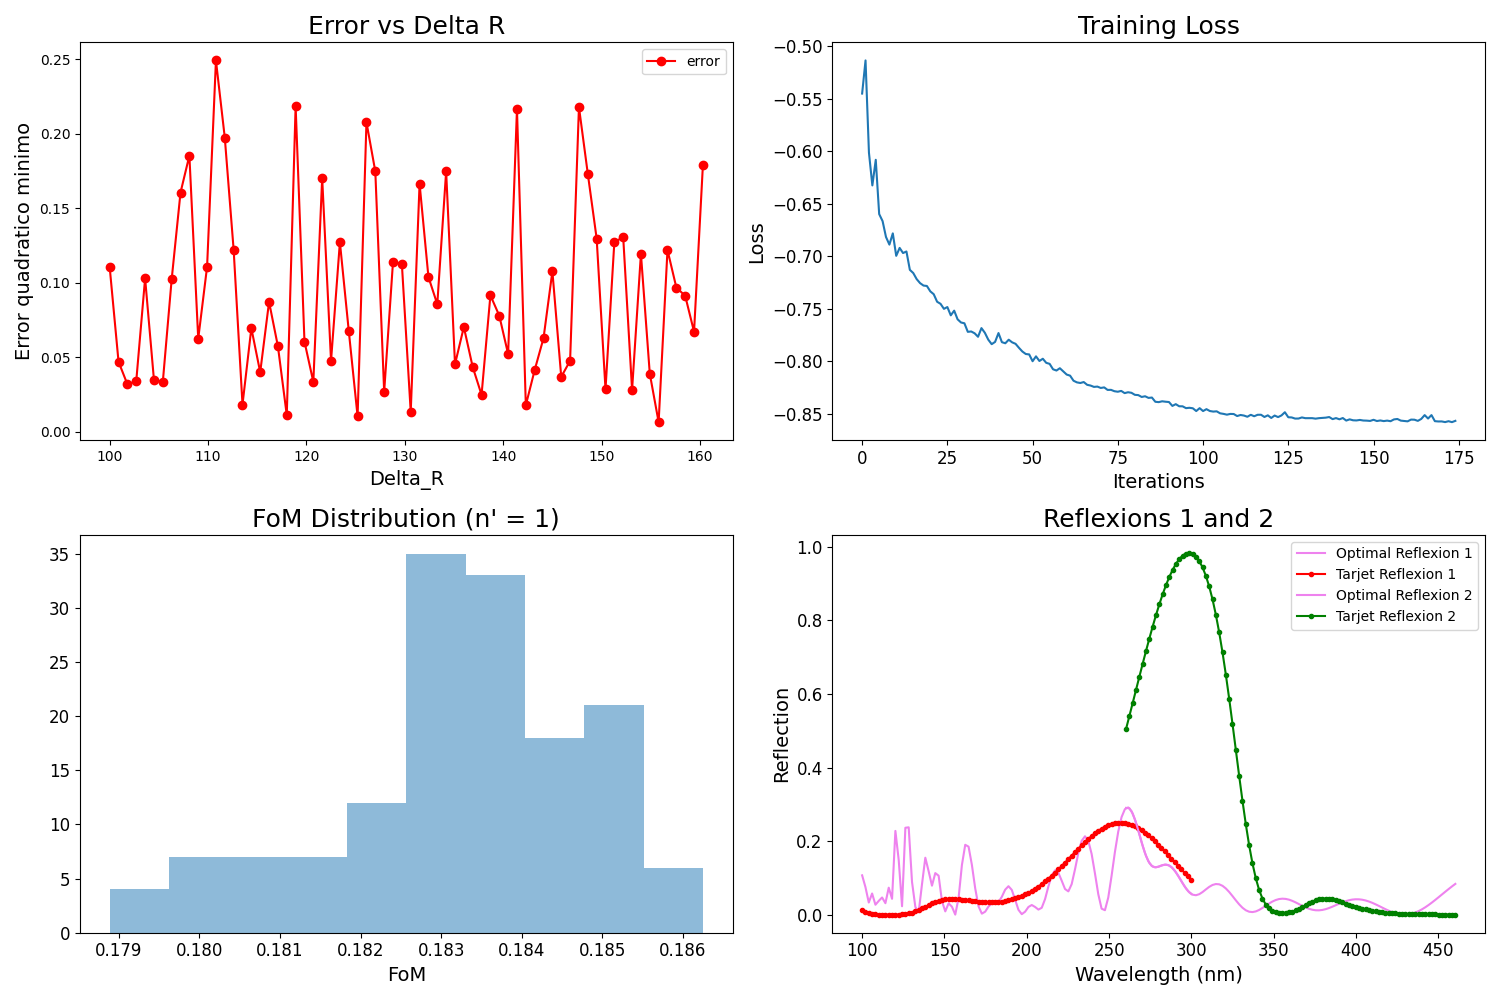 Error vs Delta R
error
Error quadratico minimo
0.25
0.20
0.15
0.10
0.05
0.00
100 110 120 130 140 150 160
Delta_R
Training Loss
Loss
−0.50
−0.55
−0.60
−0.65
−0.70
−0.75
−0.80
−0.85
0 25 50 75 100 125 150 175
Iterations
FoM Distribution (n' = 1)
35
30
25
20
15
10
5
0
0.179 0.180 0.181 0.182 0.183 0.184 0.185 0.186
FoM
Reflexions 1 and 2
Optimal Reflexion 1
Tarjet Reflexion 1
Optimal Reflexion 2
Tarjet Reflexion 2
Reflection
1.0
0.8
0.6
0.4
0.2
0.0
100 150 200 250 300 350 400 450
Wavelength (nm)